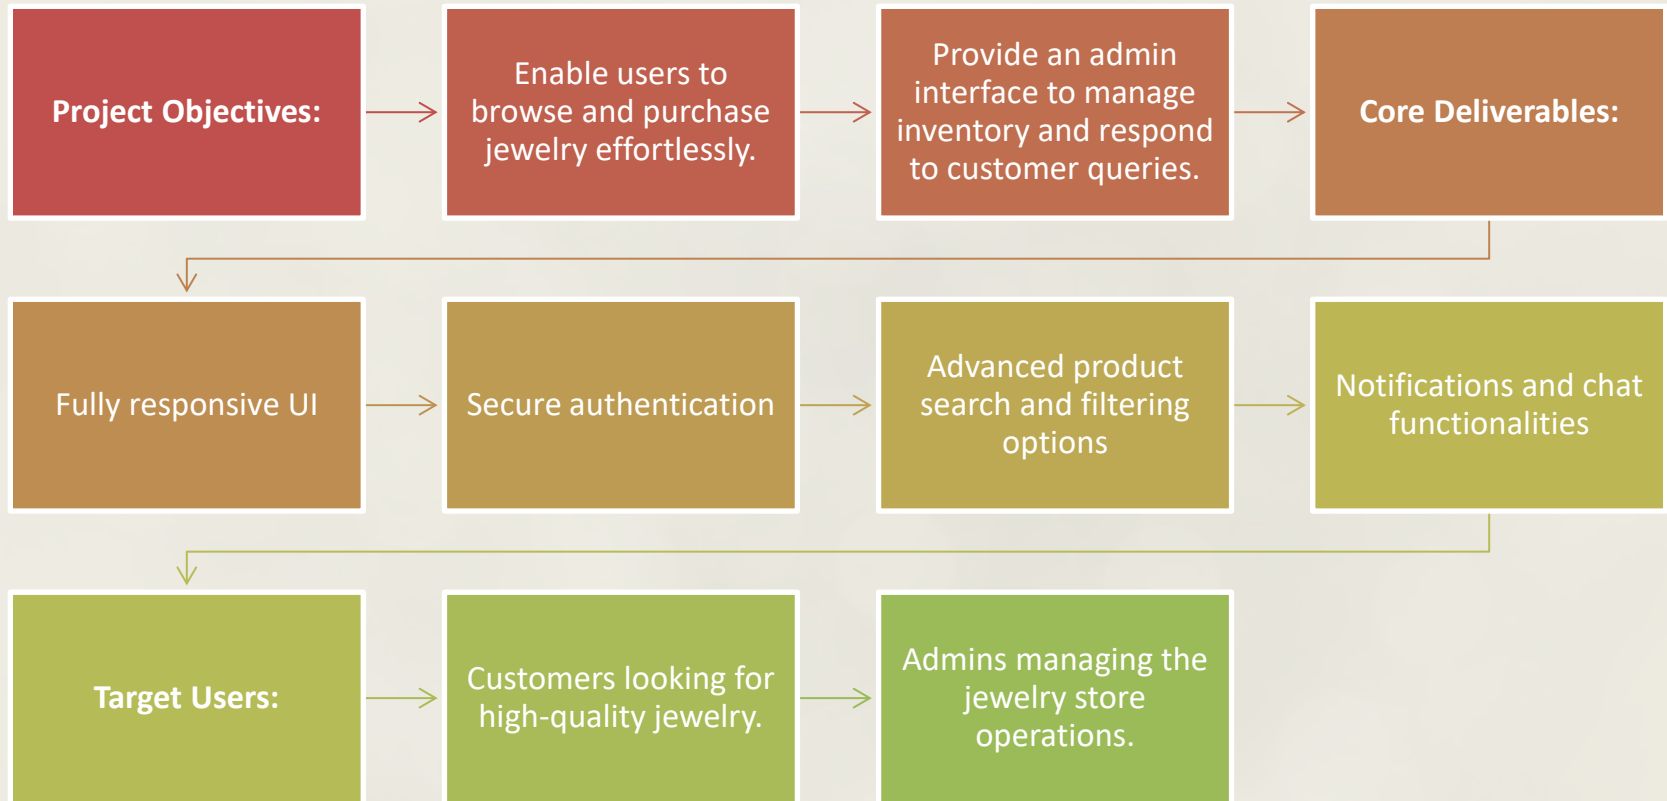 Project Objectives:
Enable users to
browse and purchase
jewelry effortlessly.
Provide an admin
interface to manage
inventory and respond
to customer queries.
Core Deliverables:
Fully responsive UI
Secure authentication
Advanced product
search and filtering
options
Notifications and chat
functionalities
Target Users:
Customers looking for
high-quality jewelry.
Admins managing the
jewelry store
operations.